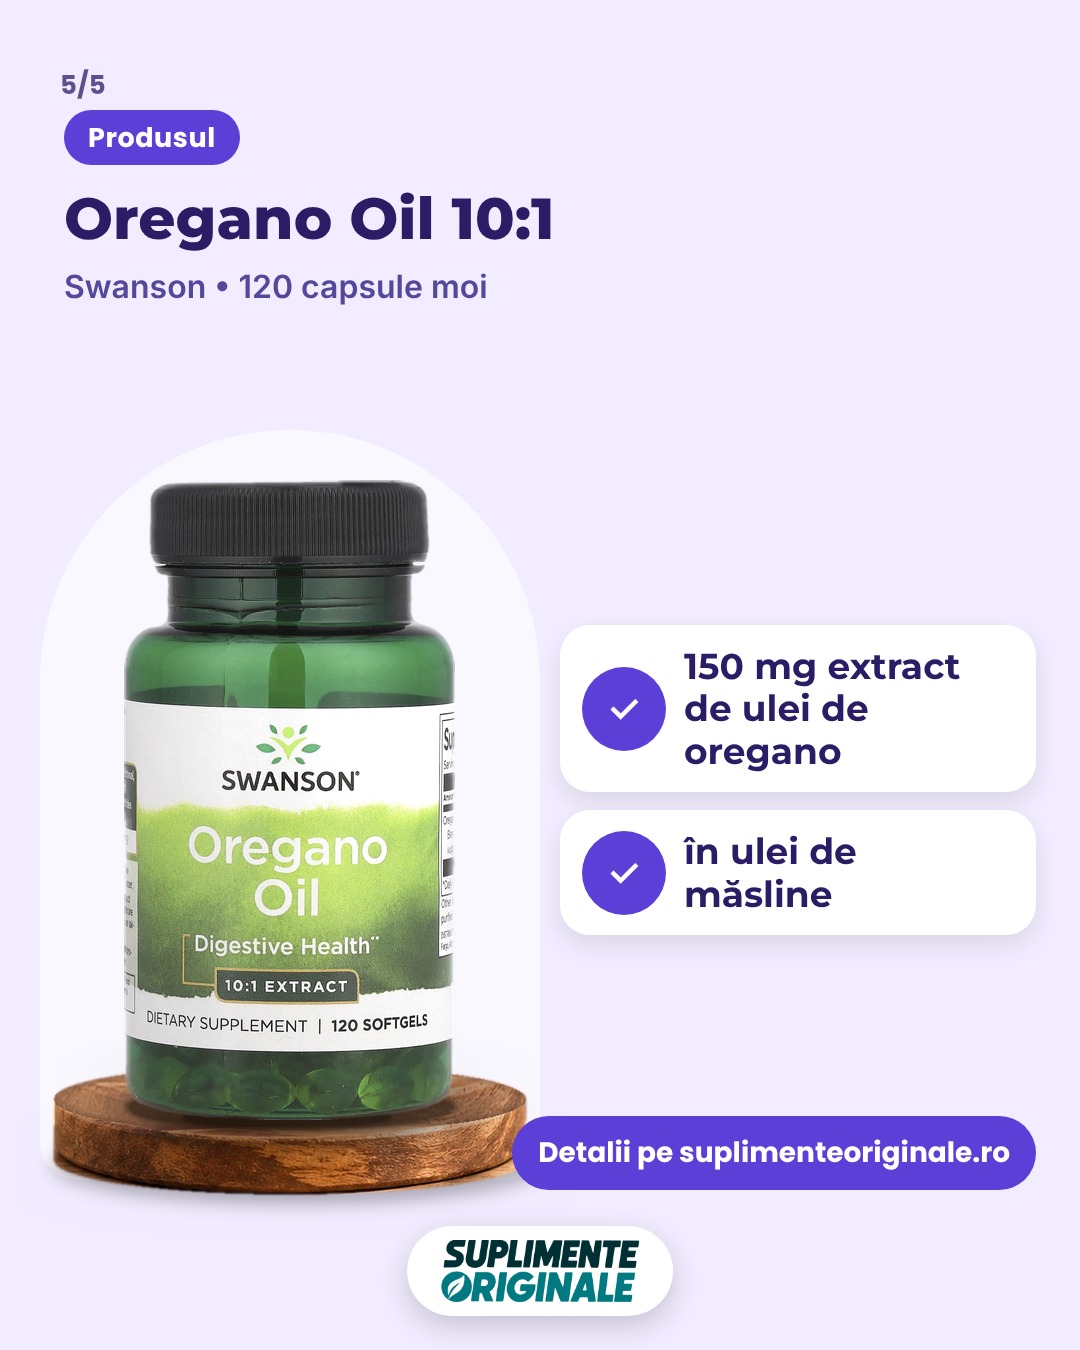 5/5
Produsul
Oregano Oil 10:1
Swanson • 120 capsule moi
SWANSON®
Oregano
Oil
Digestive Health
10:1 EXTRACT
DIETARY SUPPLEMENT | 120 SOFTGELS
150 mg extract
de ulei de
oregano
în ulei de
măsline
Detalii pe suplimenteoriginale.ro
SUPLIMENTE
ORIGINALE